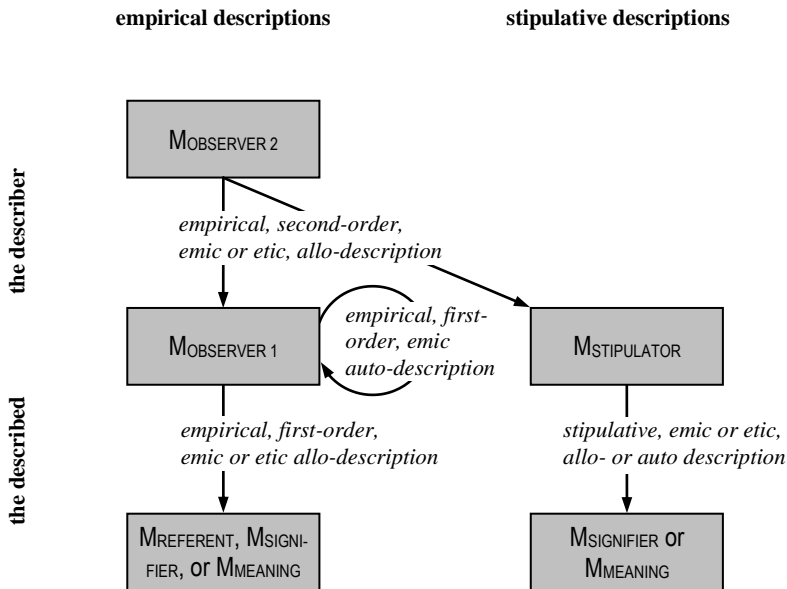 empirical descriptions
stipulative descriptions
the describer
MOBSERVER 2
empirical, second-order,
emic or etic, allo-description
MOBSERVER 1
empirical, first-
order, emic
auto-description
MSTIPULATOR
the described
empirical, first-order,
emic or etic allo-description
stipulative, emic or etic,
allo- or auto description
MREFERENT, MSIGNI-
FIER, or MMEANING
MSIGNIFIER or
MMEANING